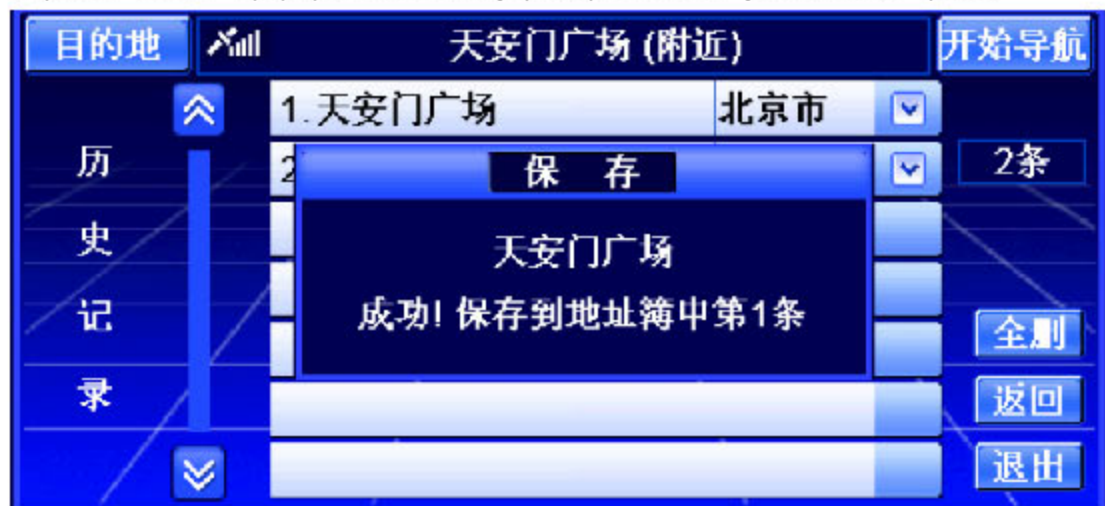 目的地 天安门广场 (附近) 开始导航
1.天安门广场 北京市
2
2条
保 存
天安门广场
成功! 保存到地址簿中第1条
历
史
记
录
全删
返回
退出